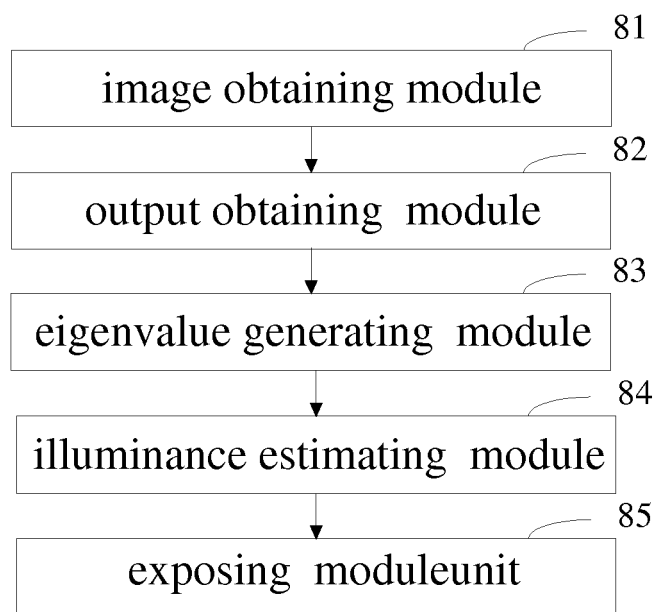 81
image obtaining module
82
output obtaining module
83
eigenvalue generating module
84
illuminance estimating module
85
exposing moduleunit